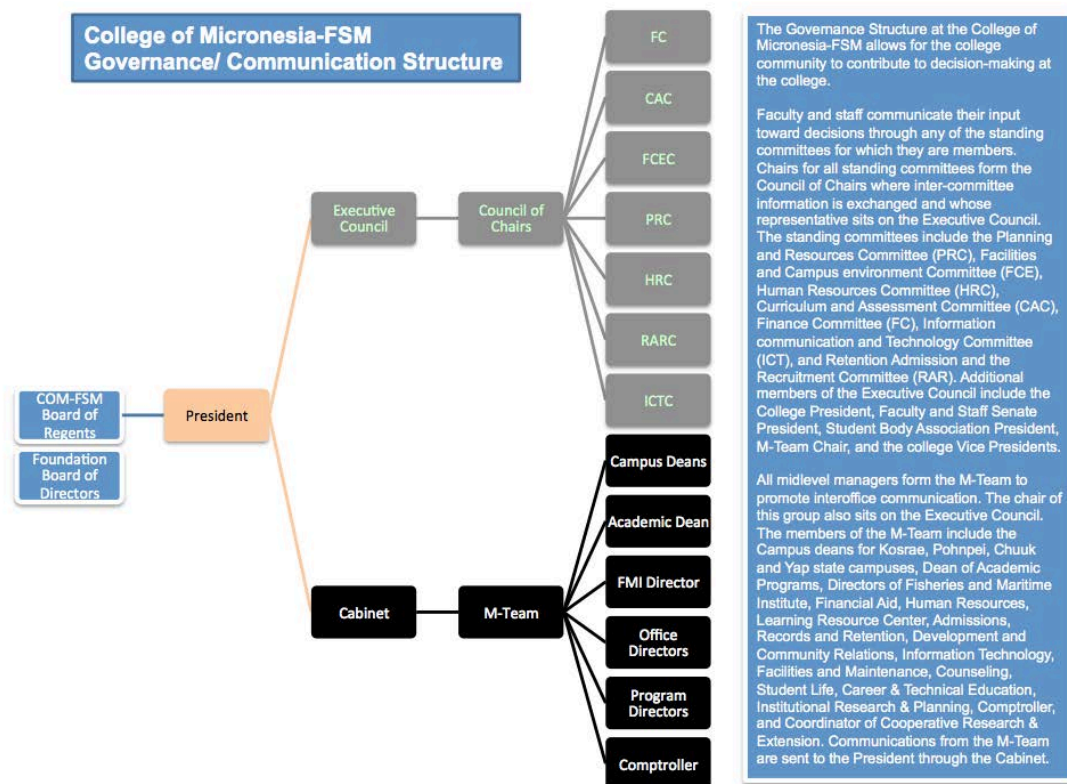 College of Micronesia-FSM
Governance/ Communication Structure
FC
CAC
FCEC
PRC
HRC
RARC
ICTC
Executive
Council
Council of
Chairs
COM-FSM
Board of
Regents
President
Foundation
Board of
Directors
Campus Deans
Academic Dean
FMI Director
Office
Directors
Program
Directors
Comptroller
Cabinet
M-Team
The Governance Structure at the College of
Micronesia-FSM allows for the college
community to contribute to decision-making at
the college.
Faculty and staff communicate their input
toward decisions through any of the standing
committees for which they are members.
Chairs for all standing committees form the
Council of Chairs where inter-committee
information is exchanged and whose
representative sits on the Executive Council.
The standing committees include the Planning
and Resources Committee (PRC), Facilities
and Campus environment Committee (FCE),
Human Resources Committee (HRC),
Curriculum and Assessment Committee (CAC),
Finance Committee (FC), Information
communication and Technology Committee
(ICT), and Retention Admission and the
Recruitment Committee (RAR). Additional
members of the Executive Council include the
College President, Faculty and Staff Senate
President, Student Body Association President,
M-Team Chair, and the college Vice Presidents.
All midlevel managers form the M-Team to
promote interoffice communication. The chair of
this group also sits on the Executive Council.
The members of the M-Team include the
Campus deans for Kosrae, Pohnpei, Chuuk
and Yap state campuses, Dean of Academic
Programs, Directors of Fisheries and Maritime
Institute, Financial Aid, Human Resources,
Learning Resource Center, Admissions,
Records and Retention, Development and
Community Relations, Information Technology,
Facilities and Maintenance, Counseling,
Student Life, Career & Technical Education,
Institutional Research & Planning, Comptroller,
and Coordinator of Cooperative Research &
Extension. Communications from the M-Team
are sent to the President through the Cabinet.